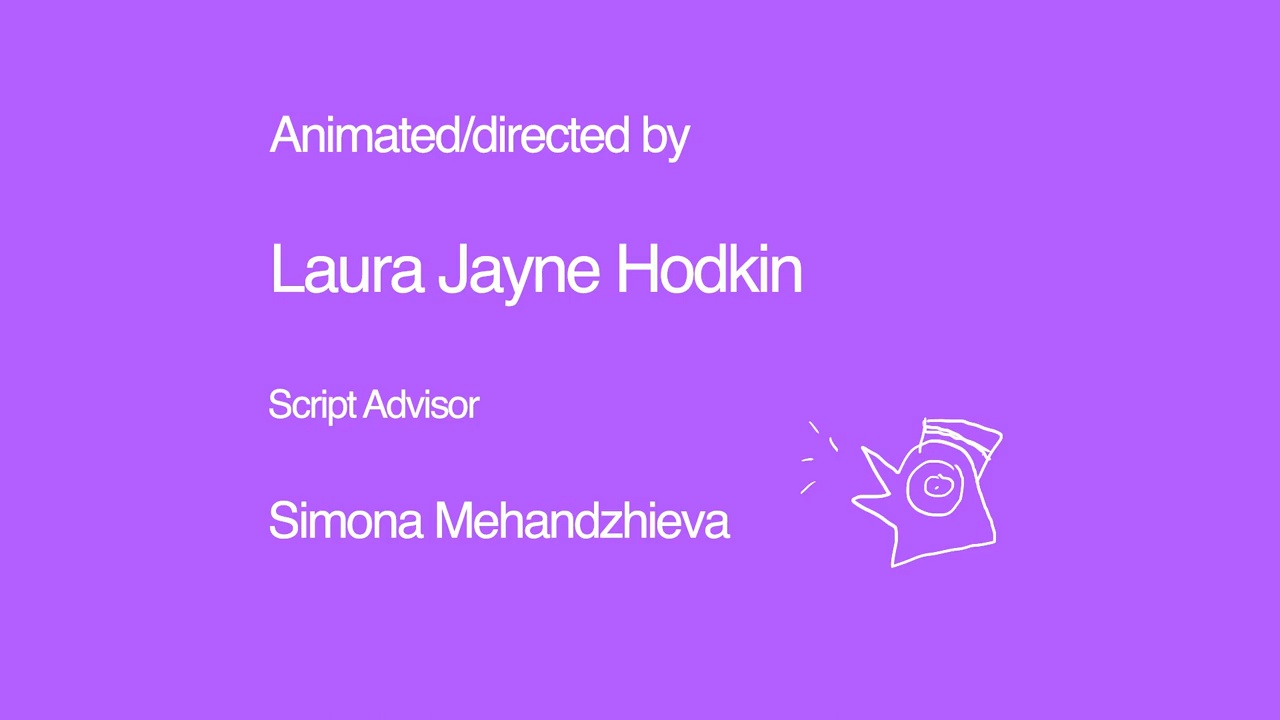 Animated/directed by
Laura Jayne Hodkin
Script Advisor
Simona Mehandzhieva